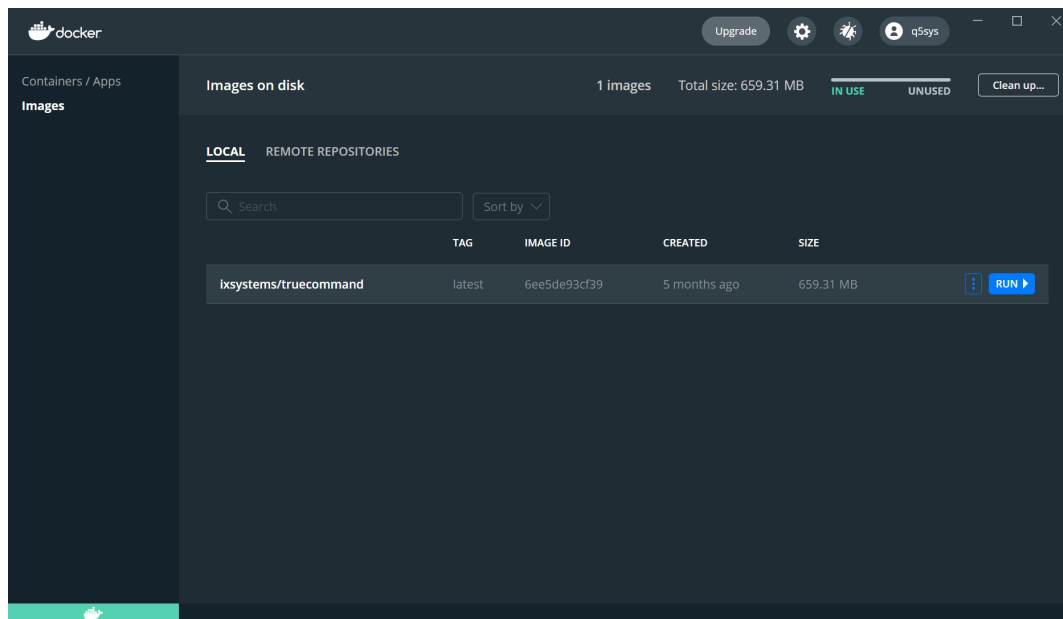 docker
Upgrade
q5sys
Containers / Apps
Images
Images on disk
1 images
Total size: 659.31 MB
IN USE
UNUSED
Clean up...
LOCAL
REMOTE REPOSITORIES
Search
Sort by
TAG IMAGE ID CREATED SIZE
ixsystems/truecommand latest 6ee5de93cf39 5 months ago 659.31 MB RUN